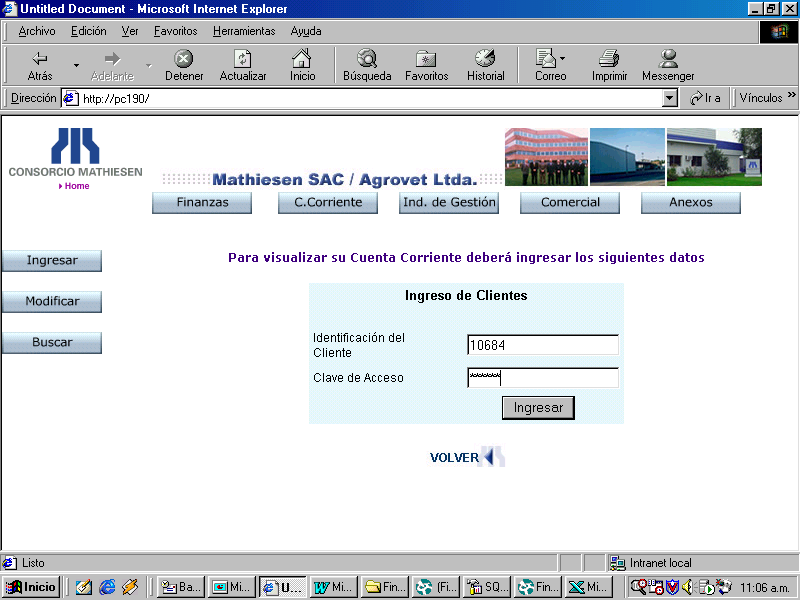 Untitled Document - Microsoft Internet Explorer
Archivo Edición Ver Favoritos Herramientas Ayuda
Atrás Adelante Detener Actualizar Inicio Búsqueda Favoritos Historial Correo Imprimir Messenger
Dirección http://pc190/ Ir a Vínculos »
CONSORCIO MATHIESEN
Home
Mathiesen SAC / Agrovet Ltda.
Finanzas C.Corriente Ind. de Gestión Comercial Anexos
Ingresar
Modificar
Buscar
Para visualizar su Cuenta Corriente deberá ingresar los siguientes datos
Ingreso de Clientes
Identificación del
Cliente
10684
Clave de Acceso
******
Ingresar
VOLVER
Listo Intranet local
Inicio Ba... Mi... U... Mi... Fin... (Fi... SQ... Fin... Mi... 11:06 a.m.